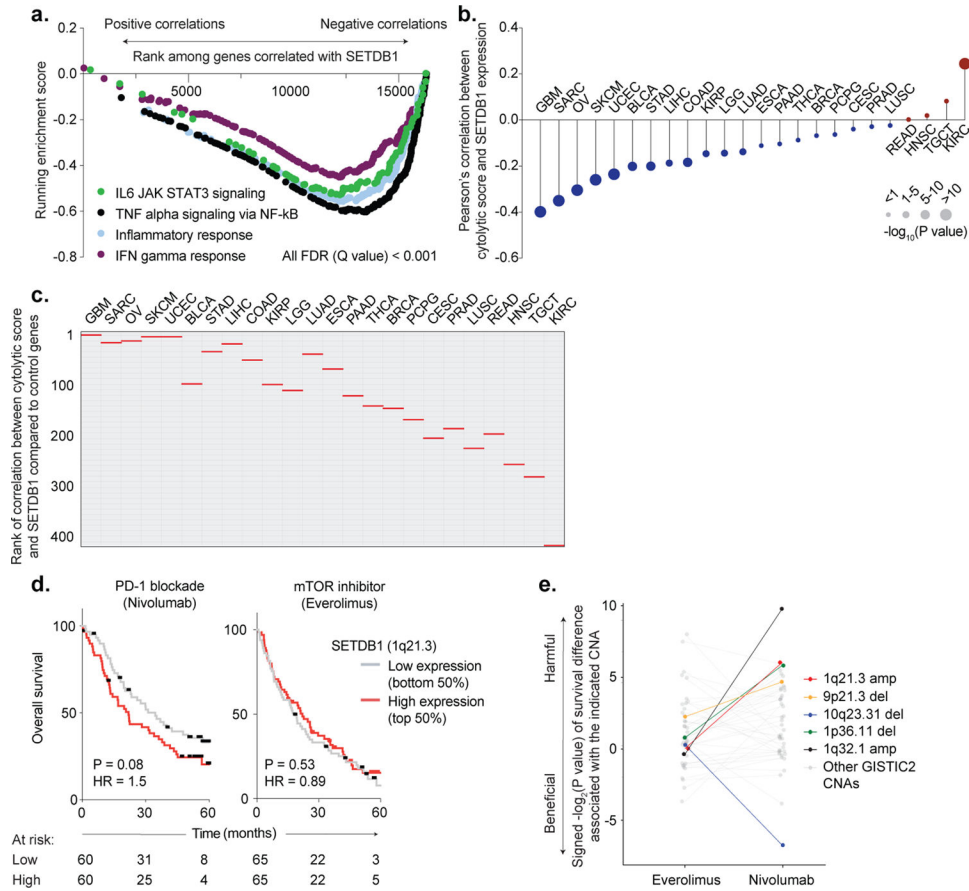 a.
Positive correlations
Negative correlations
Rank among genes correlated with SETDB1
5000
10000
15000
0.2
0.0
-0.2
-0.4
-0.6
-0.8
Running enrichment score
IL6 JAK STAT3 signaling
TNF alpha signaling via NF-kB
Inflammatory response
IFN gamma response
All FDR (Q value) < 0.001
b.
Pearson's correlation between
cytolytic score and SETDB1 expression
0.4
0.2
0.0
-0.2
-0.4
-0.6
GBM
SARC
OV
SKCM
UCEC
BLCA
STAD
LIHC
COAD
KIRP
LGG
LUAD
ESCA
PAAD
THCA
BRCA
PCPG
CESC
PRAD
LUSC
READ
HNSC
TGCT
KIRC
<1
1-5
5-10
>10
-log10(P value)
c.
GBM
SARC
OV
SKCM
UCEC
BLCA
STAD
LIHC
COAD
KIRP
LGG
LUAD
ESCA
PAAD
THCA
BRCA
PCPG
CESC
PRAD
LUSC
READ
HNSC
TGCT
KIRC
Rank of correlation between cytolytic score
and SETDB1 compared to control genes
1
100
200
300
400
d.
PD-1 blockade
(Nivolumab)
mTOR inhibitor
(Everolimus)
Overall survival
100
50
0
P = 0.08
HR = 1.5
100
50
0
P = 0.53
HR = 0.89
SETDB1 (1q21.3)
Low expression
(bottom 50%)
High expression
(top 50%)
0
60
0
60
Time (months)
At risk:
Low 60 31 8 65 22 3
High 60 25 4 65 22 5
e.
Harmful
Beneficial
Signed -log2(P value) of survival difference
associated with the indicated CNA
10
5
0
-5
Everolimus
Nivolumab
1q21.3 amp
9p21.3 del
10q23.31 del
1p36.11 del
1q32.1 amp
Other GISTIC2
CNAs